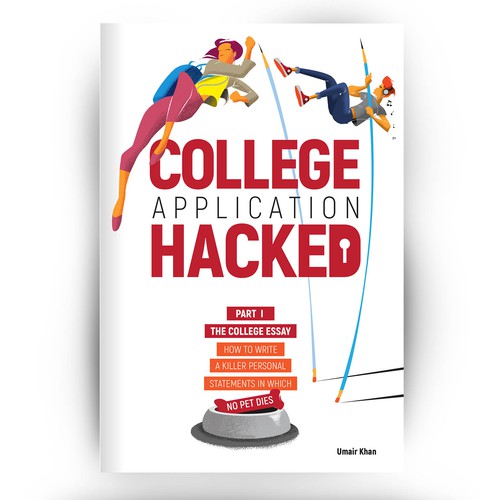 COLLEGE
APPLICATION
HACKED
PART I
THE COLLEGE ESSAY
HOW TO WRITE
A KILLER PERSONAL
STATEMENTS IN WHICH
NO PET DIES
Umair Khan